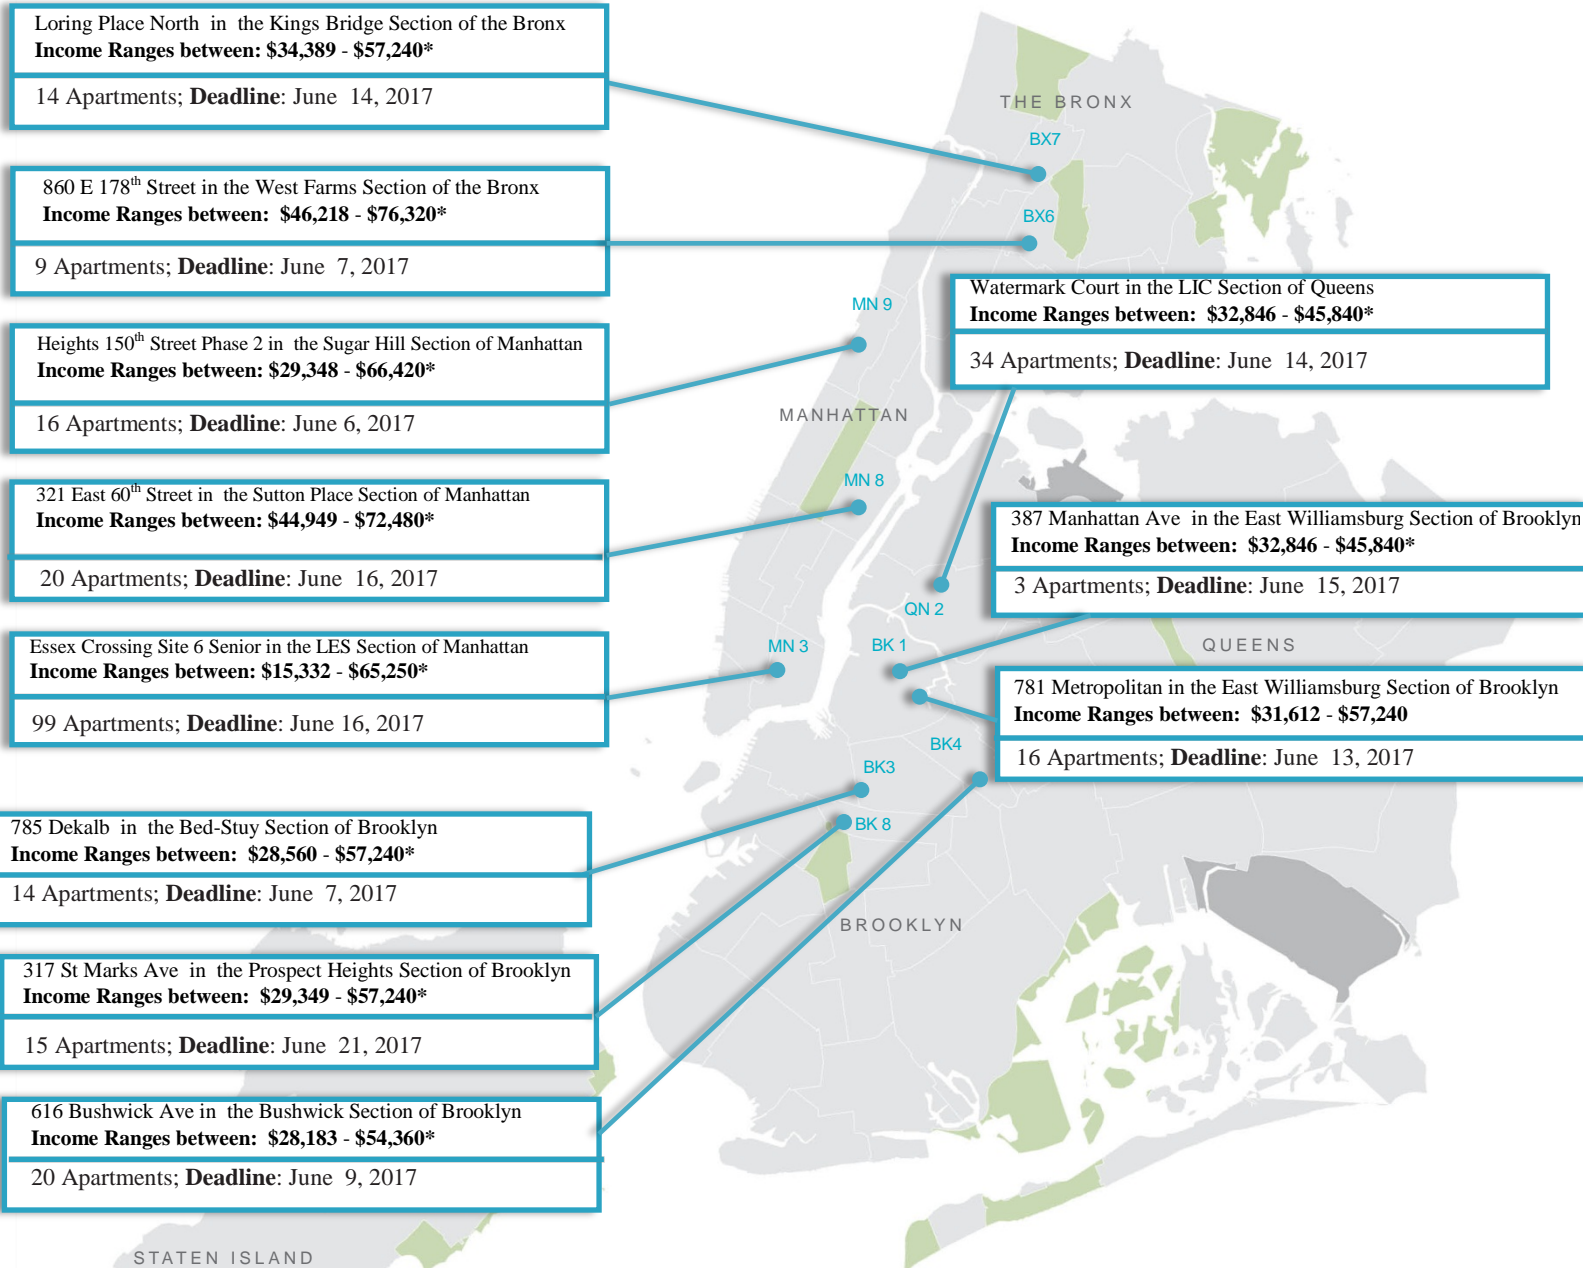 Loring Place North in the Kings Bridge Section of the Bronx
Income Ranges between: $34,389 - $57,240*
14 Apartments; Deadline: June 14, 2017
860 E 178th Street in the West Farms Section of the Bronx
Income Ranges between: $46,218 - $76,320*
9 Apartments; Deadline: June 7, 2017
Heights 150th Street Phase 2 in the Sugar Hill Section of Manhattan
Income Ranges between: $29,348 - $66,420*
16 Apartments; Deadline: June 6, 2017
321 East 60th Street in the Sutton Place Section of Manhattan
Income Ranges between: $44,949 - $72,480*
20 Apartments; Deadline: June 16, 2017
Essex Crossing Site 6 Senior in the LES Section of Manhattan
Income Ranges between: $15,332 - $65,250*
99 Apartments; Deadline: June 16, 2017
785 Dekalb in the Bed-Stuy Section of Brooklyn
Income Ranges between: $28,560 - $57,240*
14 Apartments; Deadline: June 7, 2017
317 St Marks Ave in the Prospect Heights Section of Brooklyn
Income Ranges between: $29,349 - $57,240*
15 Apartments; Deadline: June 21, 2017
616 Bushwick Ave in the Bushwick Section of Brooklyn
Income Ranges between: $28,183 - $54,360*
20 Apartments; Deadline: June 9, 2017
Watermark Court in the LIC Section of Queens
Income Ranges between: $32,846 - $45,840*
34 Apartments; Deadline: June 14, 2017
387 Manhattan Ave in the East Williamsburg Section of Brooklyn
Income Ranges between: $32,846 - $45,840*
3 Apartments; Deadline: June 15, 2017
781 Metropolitan in the East Williamsburg Section of Brooklyn
Income Ranges between: $31,612 - $57,240
16 Apartments; Deadline: June 13, 2017
THE BRONX
BX7
BX6
MN 9
MANHATTAN
MN 8
QN 2
MN 3
BK 1
QUEENS
BK4
BK3
BK 8
BROOKLYN
STATEN ISLAND